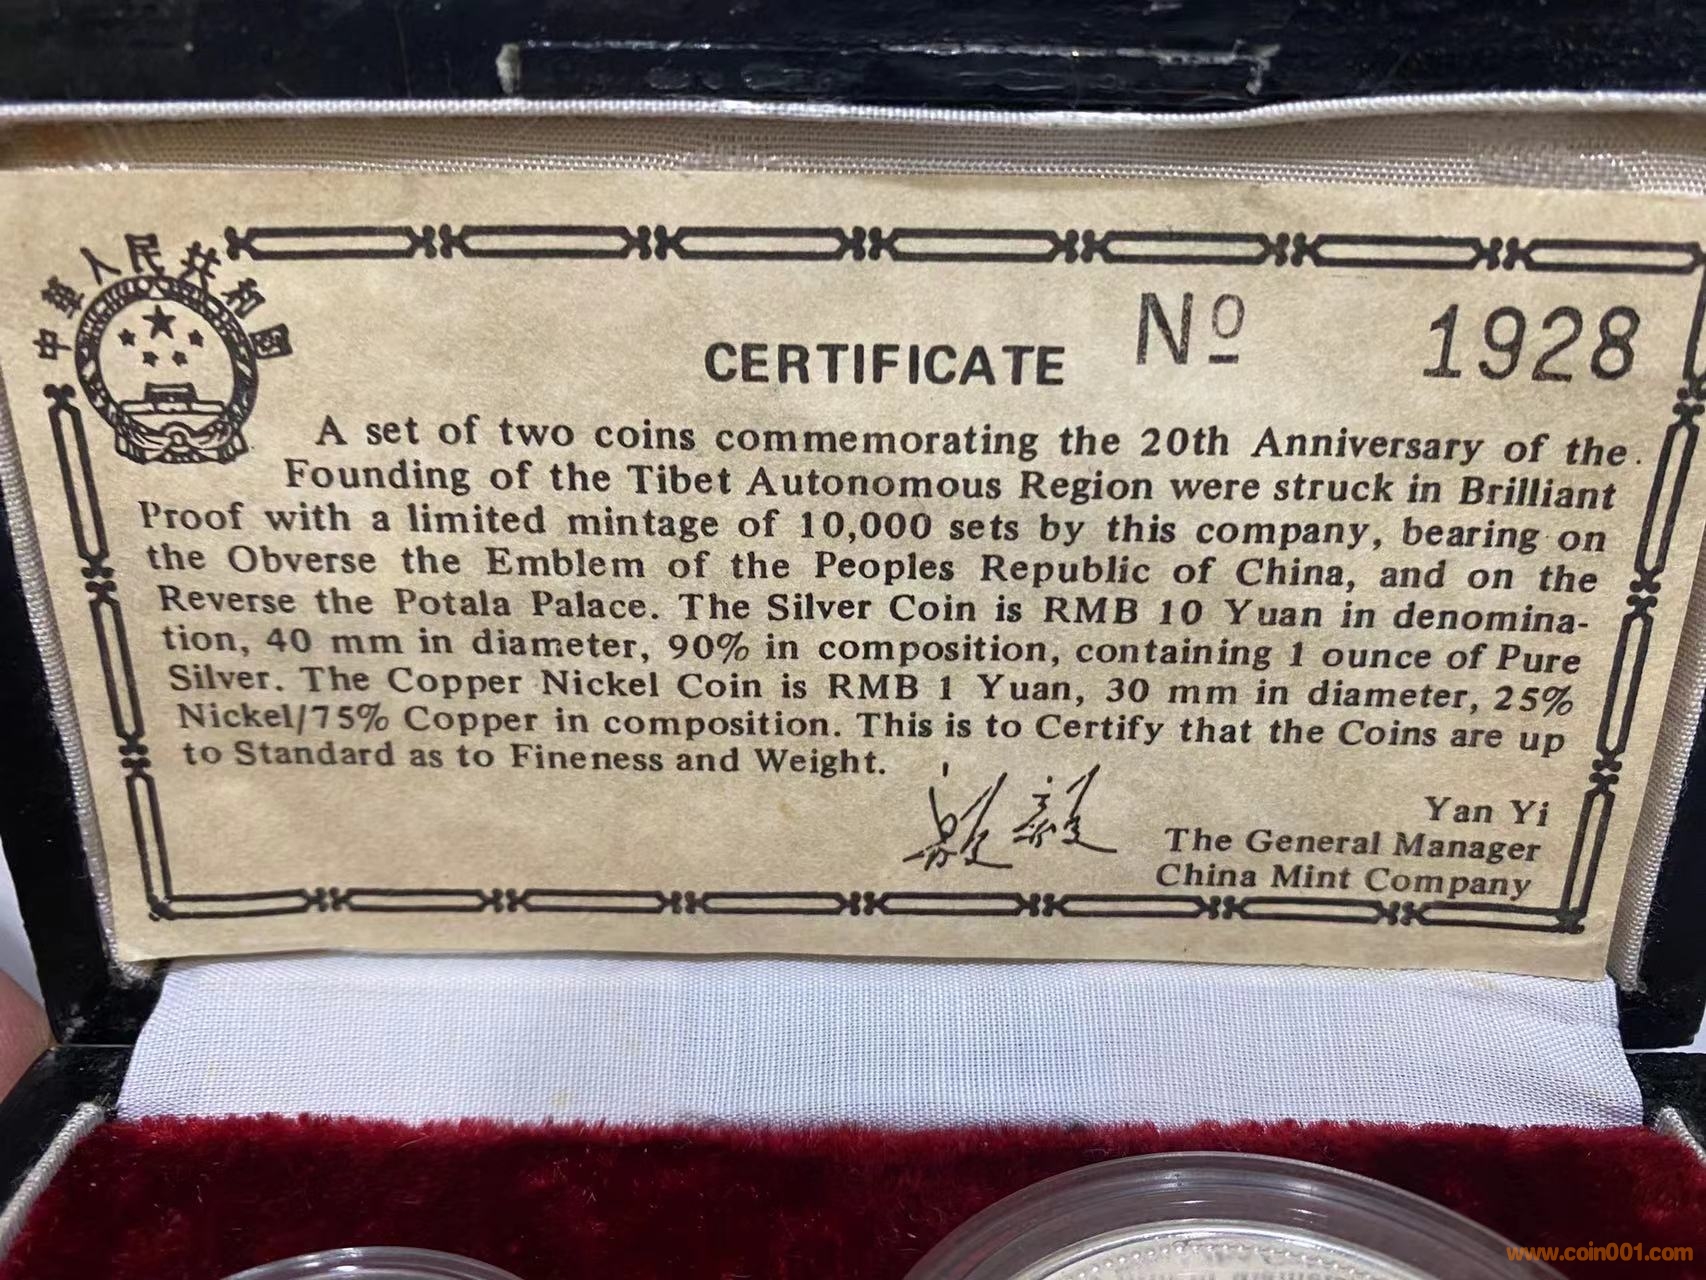 中華人民共和国
CERTIFICATE Nº 1928
A set of two coins commemorating the 20th Anniversary of the.
Founding of the Tibet Autonomous Region were struck in Brilliant
Proof with a limited mintage of 10,000 sets by this company, bearing on
the Obverse the Emblem of the Peoples Republic of China, and on the
Reverse the Potala Palace. The Silver Coin is RMB 10 Yuan in denomina-
tion, 40 mm in diameter, 90% in composition, containing 1 ounce of Pure
Silver. The Copper Nickel Coin is RMB 1 Yuan, 30 mm in diameter, 25%
Nickel/75% Copper in composition. This is to Certify that the Coins are up
to Standard as to Fineness and Weight.
Yan Yi
The General Manager
China Mint Company
www.coin001.com